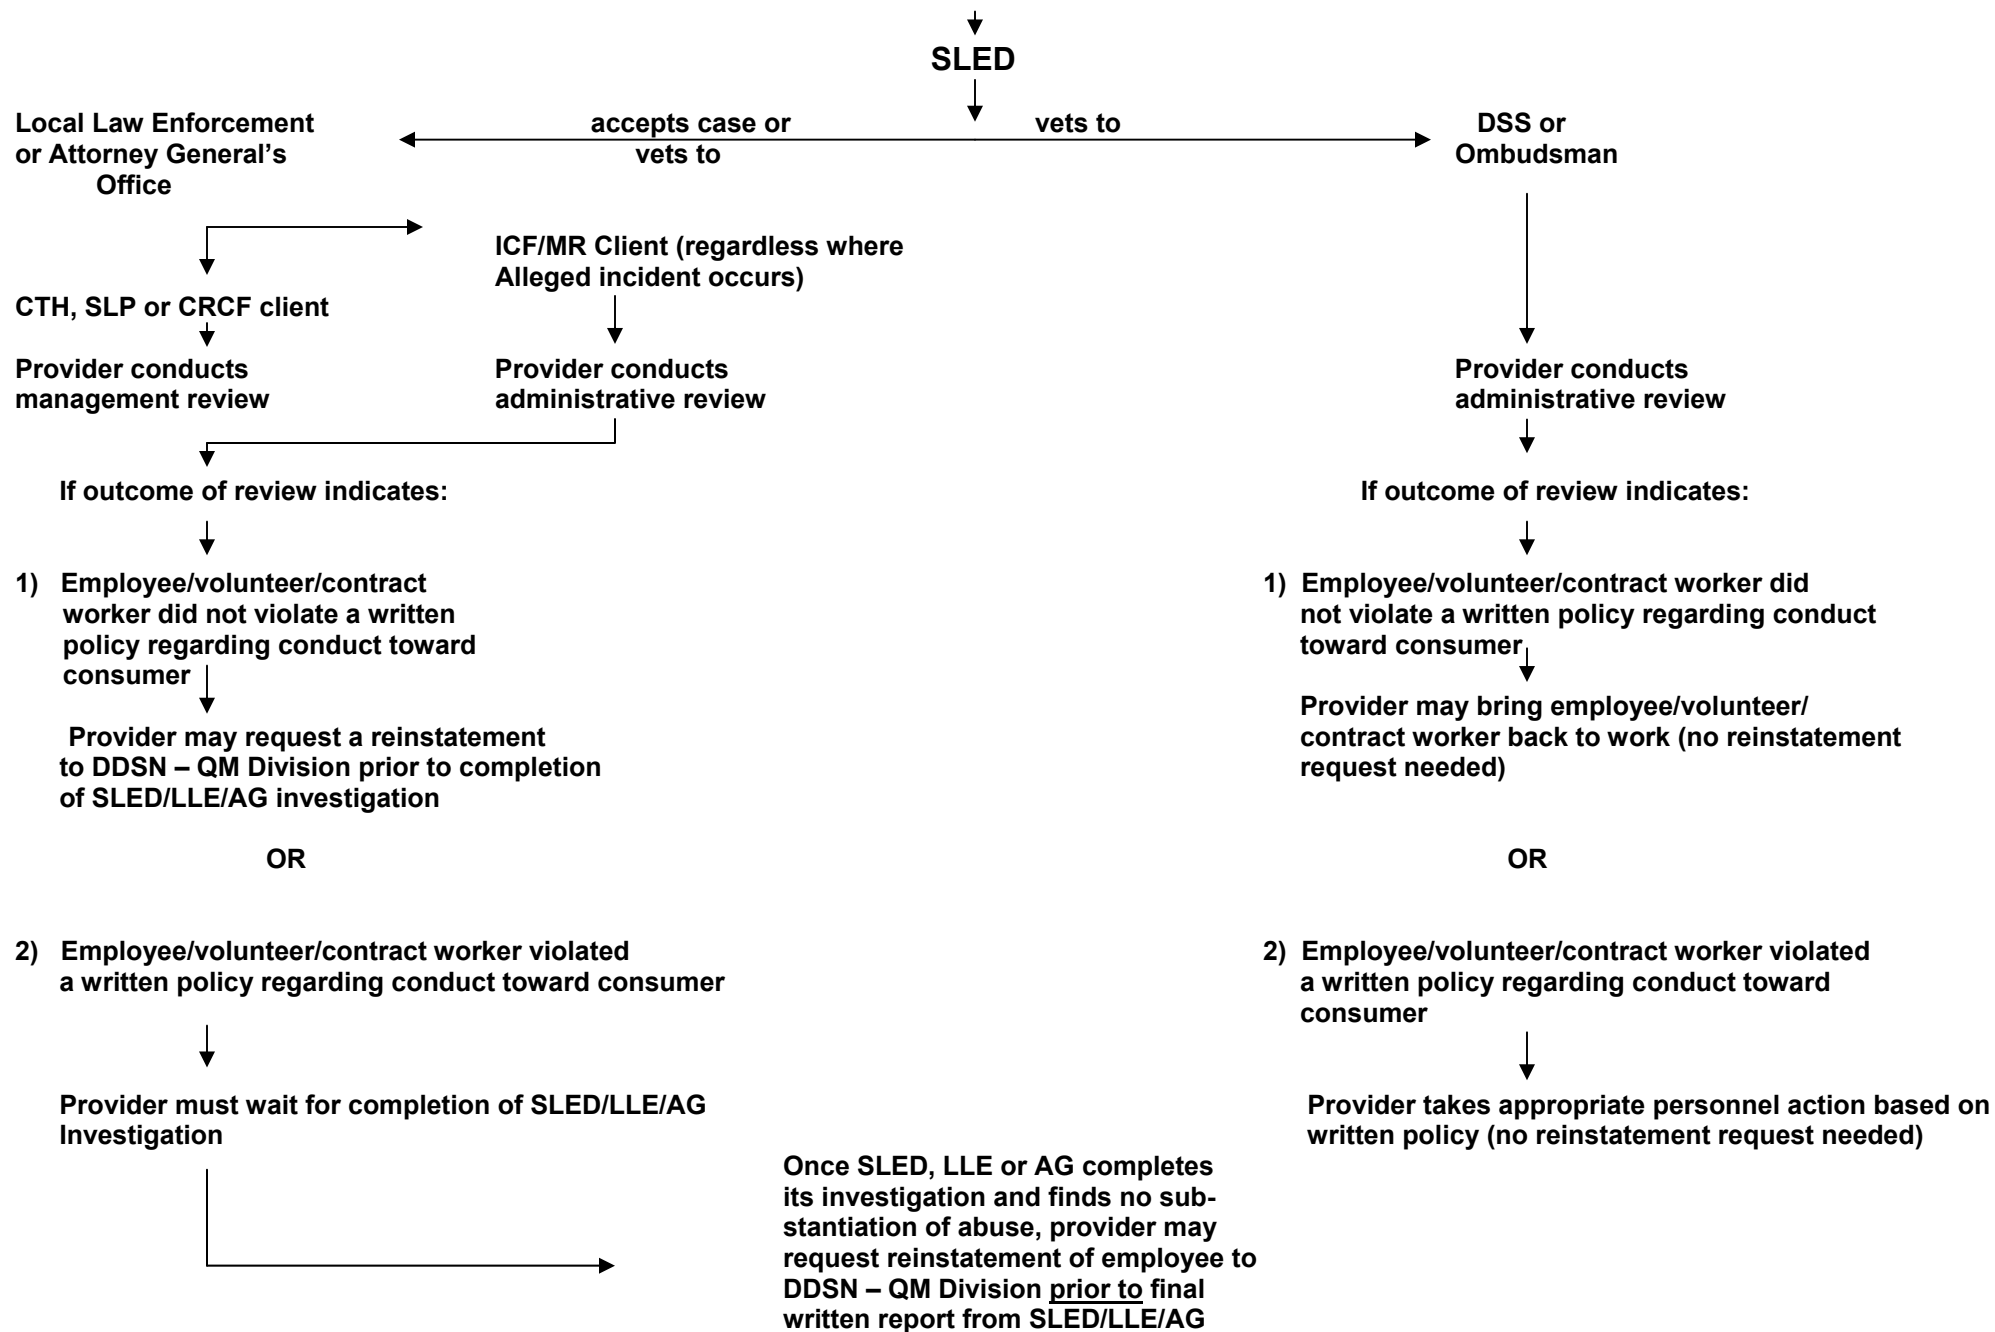 SLED
Local Law Enforcement
or Attorney General’s
Office
accepts case or
vets to
vets to
DSS or
Ombudsman
ICF/MR Client (regardless where
Alleged incident occurs)
CTH, SLP or CRCF client
Provider conducts
management review
Provider conducts
administrative review
Provider conducts
administrative review
If outcome of review indicates:
If outcome of review indicates:
1) Employee/volunteer/contract
worker did not violate a written
policy regarding conduct toward
consumer
Provider may request a reinstatement
to DDSN – QM Division prior to completion
of SLED/LLE/AG investigation
OR
2) Employee/volunteer/contract worker violated
a written policy regarding conduct toward consumer
Provider must wait for completion of SLED/LLE/AG
Investigation
Once SLED, LLE or AG completes
its investigation and finds no sub-
stantiation of abuse, provider may
request reinstatement of employee to
DDSN – QM Division prior to final
written report from SLED/LLE/AG
1) Employee/volunteer/contract worker did
not violate a written policy regarding conduct
toward consumer
Provider may bring employee/volunteer/
contract worker back to work (no reinstatement
request needed)
OR
2) Employee/volunteer/contract worker violated
a written policy regarding conduct toward
consumer
Provider takes appropriate personnel action based on
written policy (no reinstatement request needed)